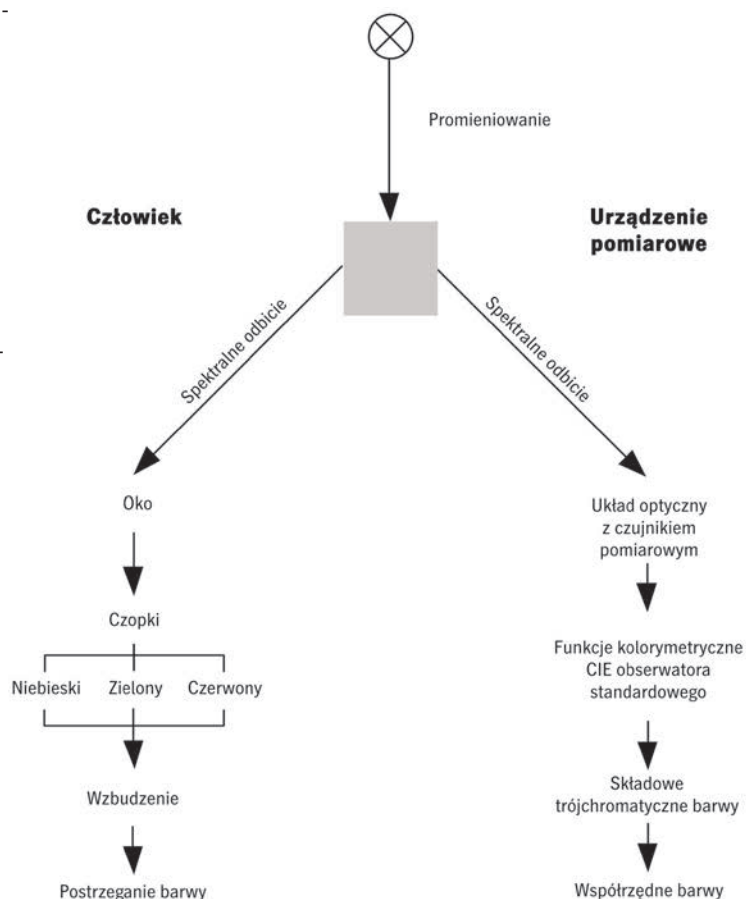 Promieniowanie
Człowiek
Urządzenie
pomiarowe
Spektralne odbicie
Spektralne odbicie
Oko
Czopki
Niebieski Zielony Czerwony
Wzbudzenie
Postrzeganie barwy
Układ optyczny
z czujnikiem
pomiarowym
Funkcje kolorymetryczne
CIE obserwatora
standardowego
Składowe
trójchromatyczne barwy
Współrzędne barwy